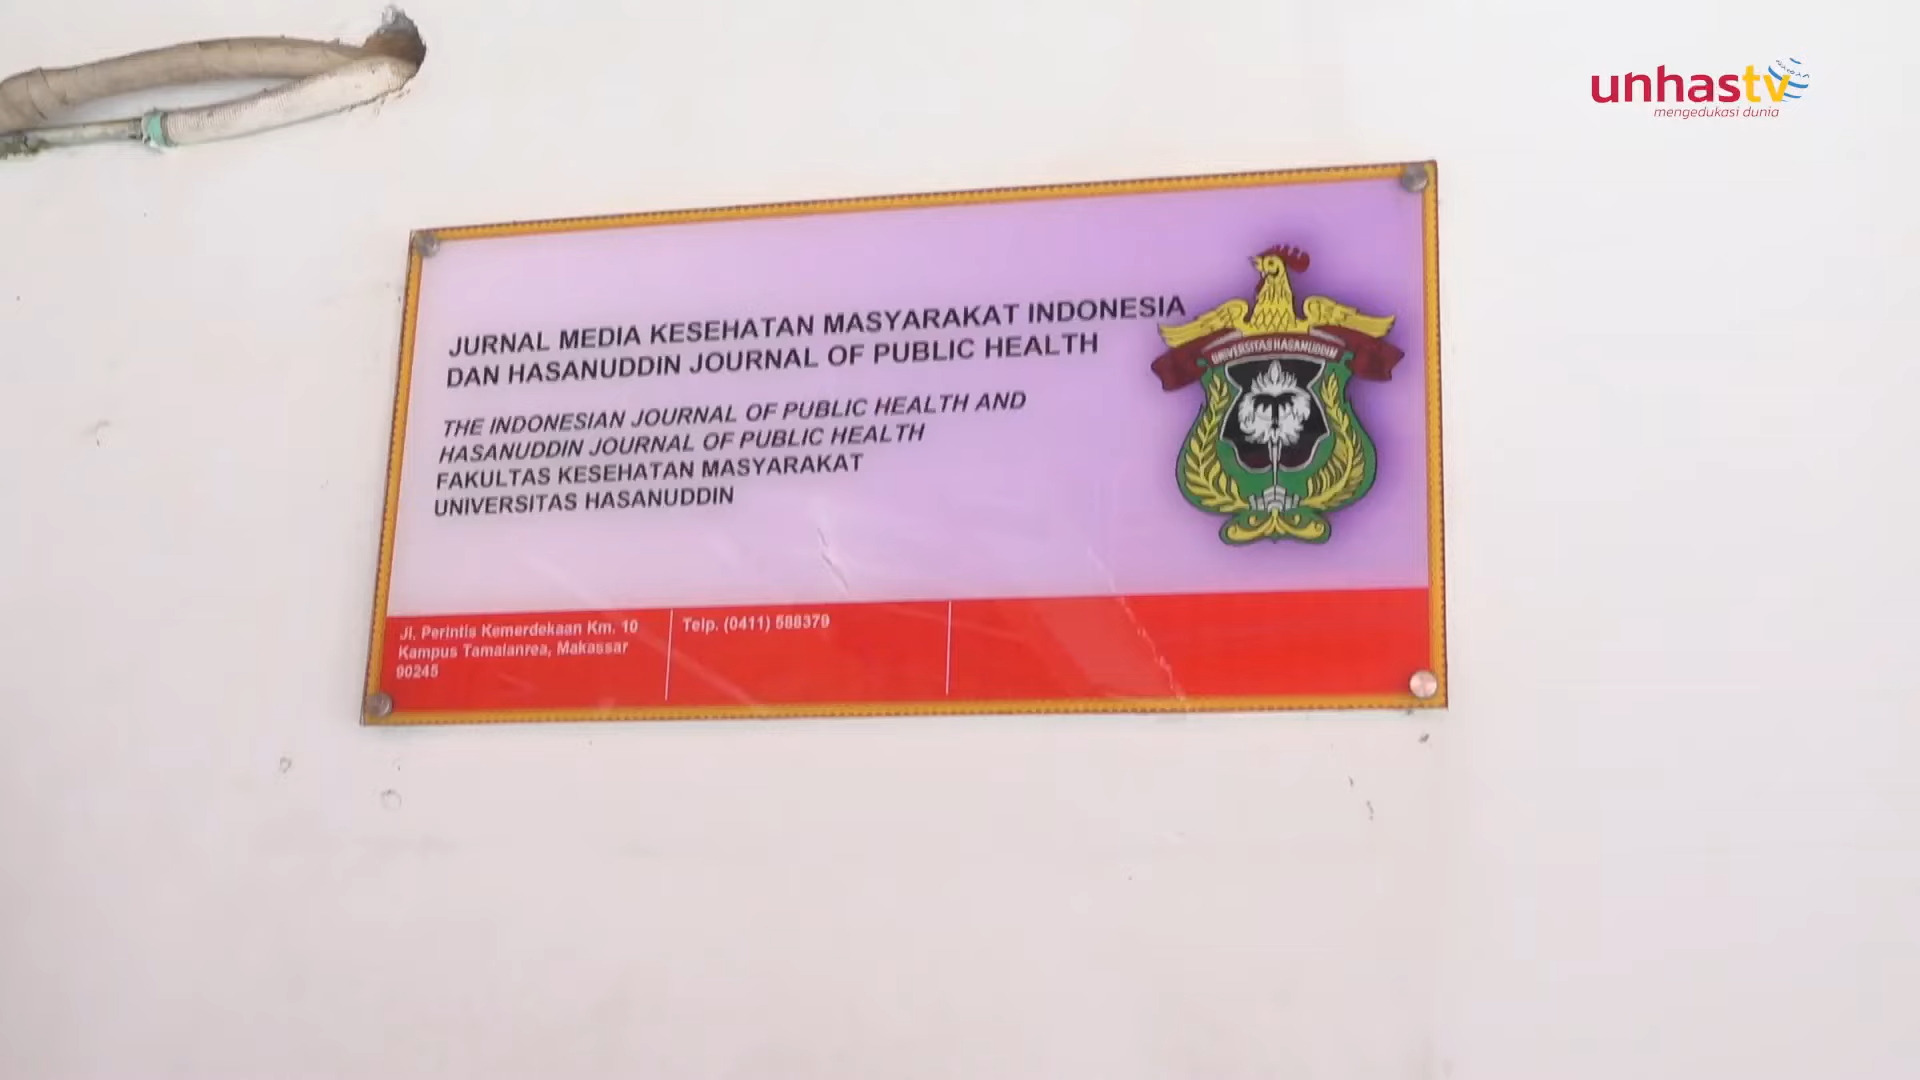 unhastv
mengedukasi dunia
JURNAL MEDIA KESEHATAN MASYARAKAT INDONESIA
DAN HASANUDDIN JOURNAL OF PUBLIC HEALTH
THE INDONESIAN JOURNAL OF PUBLIC HEALTH AND
HASANUDDIN JOURNAL OF PUBLIC HEALTH
FAKULTAS KESEHATAN MASYARAKAT
UNIVERSITAS HASANUDDIN
UNIVERSITAS HASANUDDIN
Jl. Perintis Kemerdekaan Km. 10
Kampus Tamalanrea, Makassar
90245
Telp. (0411) 588379